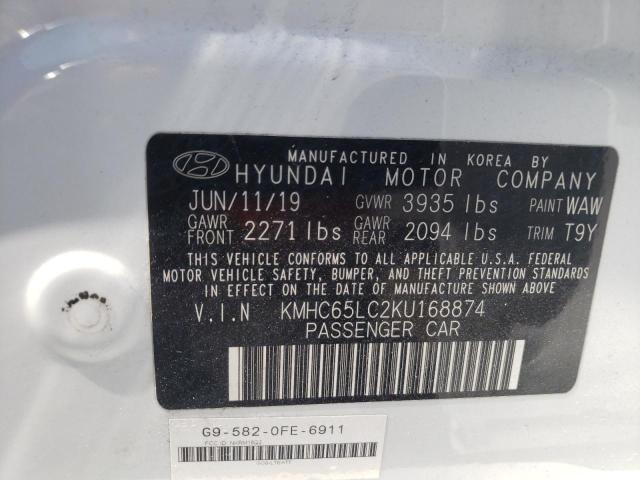 MANUFACTURED IN KOREA BY
HYUNDAI MOTOR COMPANY
JUN/11/19 GVWR 3935 lbs PAINT WAW
GAWR FRONT 2271 lbs GAWR REAR 2094 lbs TRIM T9Y
THIS VEHICLE CONFORMS TO ALL APPLICABLE U.S.A. FEDERAL
MOTOR VEHICLE SAFETY, BUMPER, AND THEFT PREVENTION
STANDARDS IN EFFECT ON THE DATE OF MANUFACTURE SHOWN ABOVE
V.I.N KMHC65LC2KU168874
PASSENGER CAR
G9-582-0FE-6911
FCC ID: